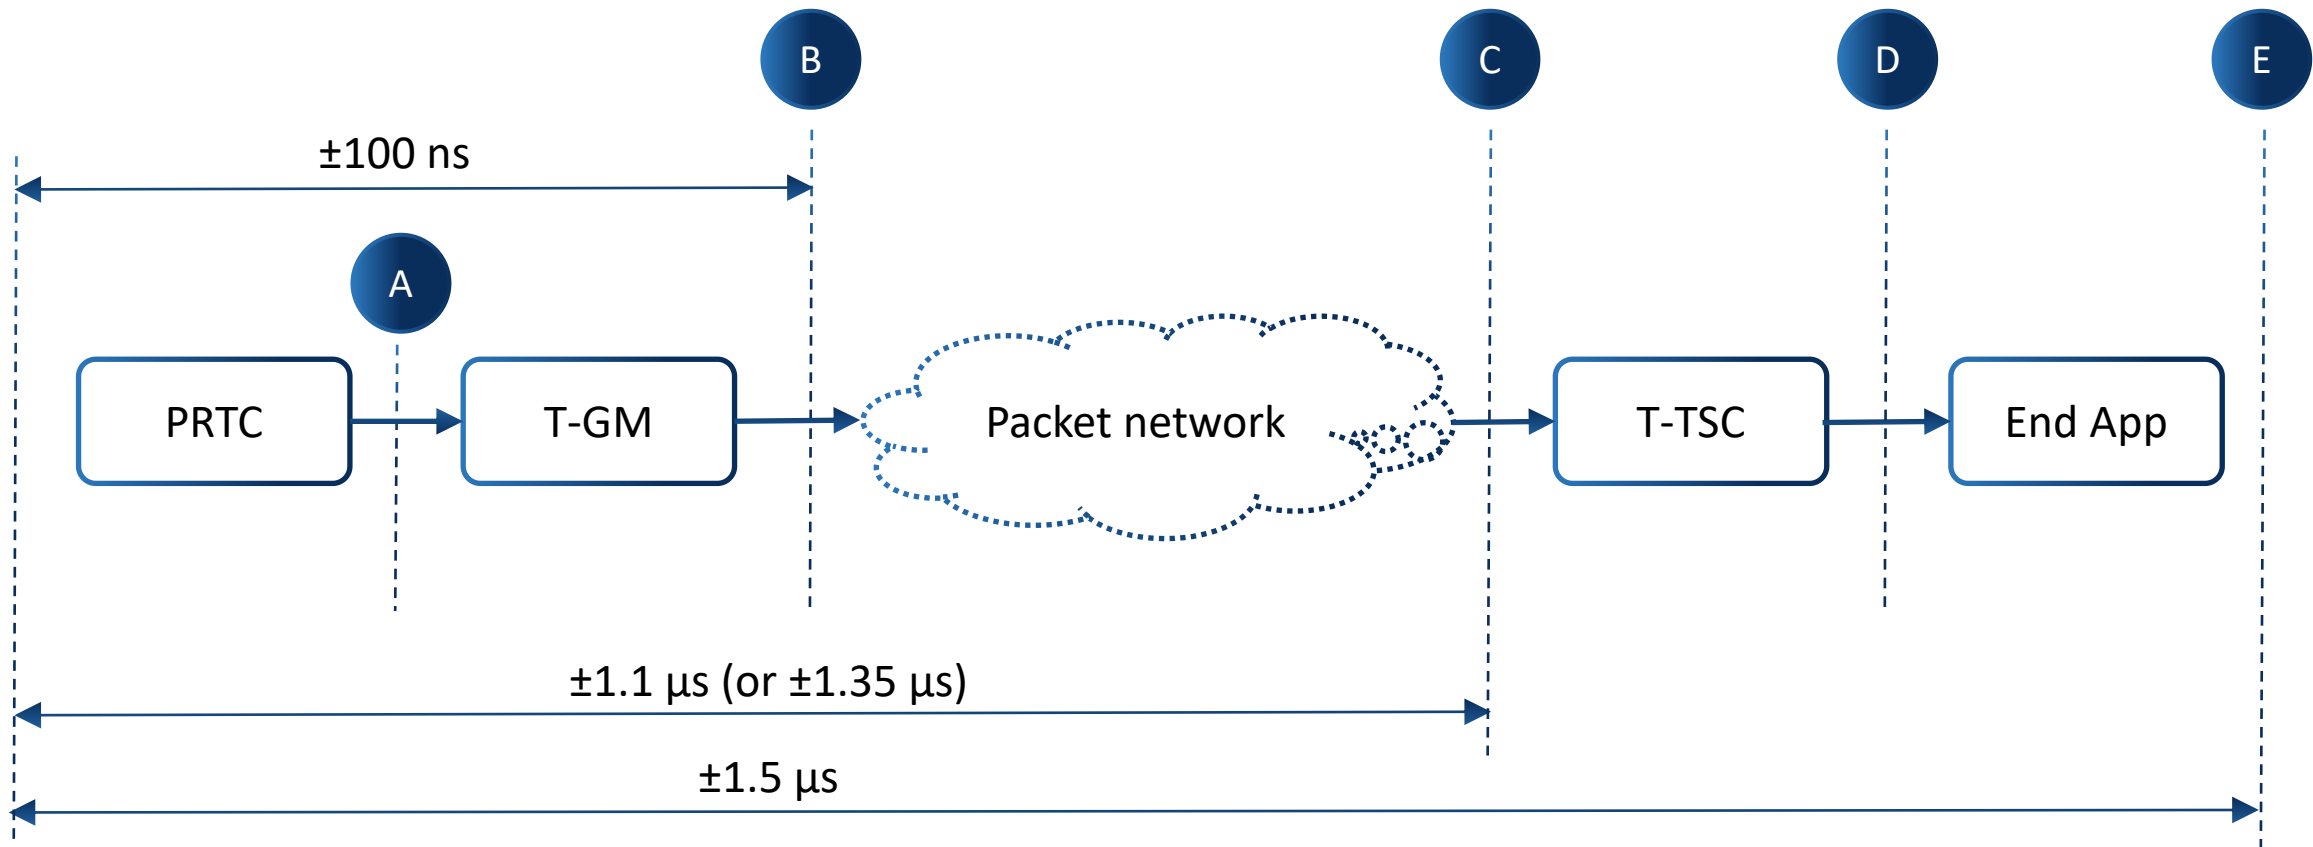 B
C
D
E
±100 ns
A
PRTC
T-GM
Packet network
T-TSC
End App
±1.1 µs (or ±1.35 µs)
±1.5 µs